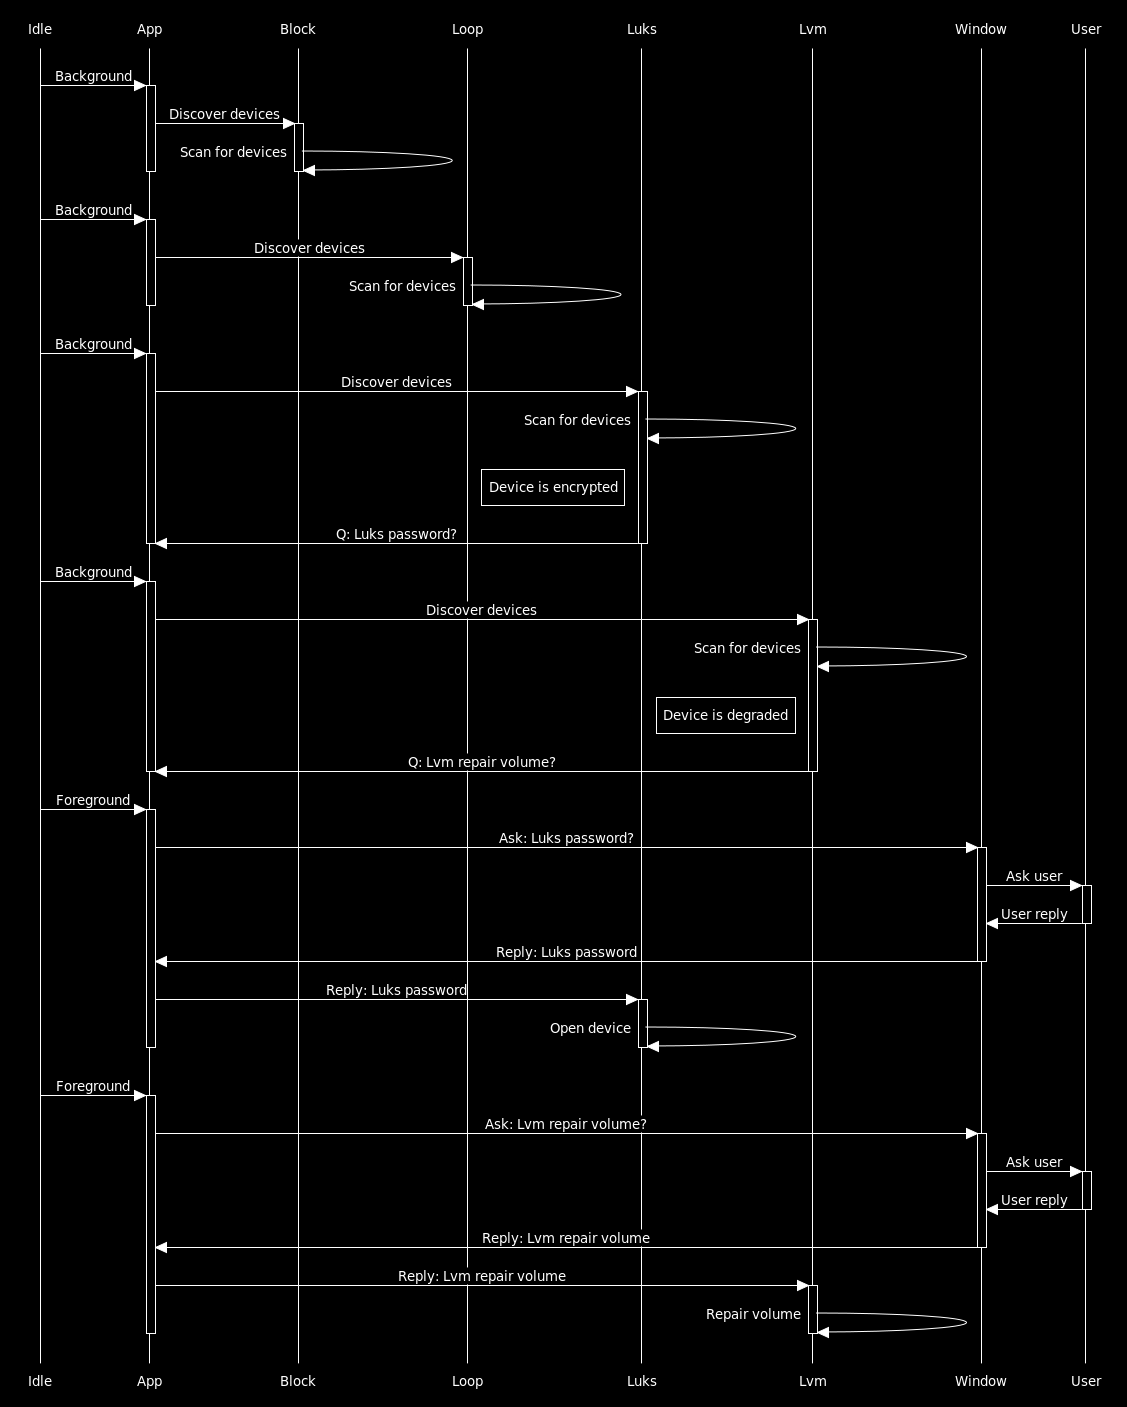 Idle App Block Loop Luks Lvm Window User
Background
Discover devices
Scan for devices
Background
Discover devices
Scan for devices
Background
Discover devices
Scan for devices
Device is encrypted
Q: Luks password?
Background
Discover devices
Scan for devices
Device is degraded
Q: Lvm repair volume?
Foreground
Ask: Luks password?
Ask user
User reply
Reply: Luks password
Reply: Luks password
Open device
Foreground
Ask: Lvm repair volume?
Ask user
User reply
Reply: Lvm repair volume
Reply: Lvm repair volume
Repair volume
Idle App Block Loop Luks Lvm Window User